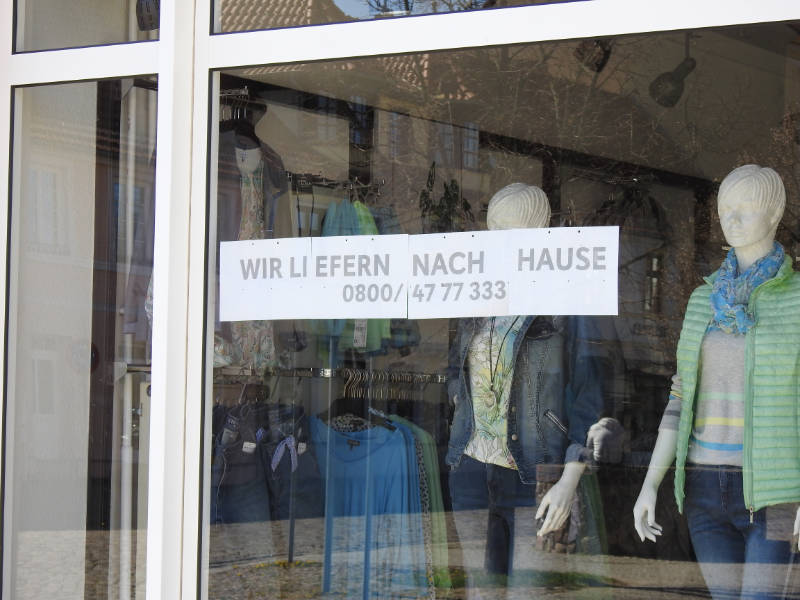 WIR LIEFERN NACH HAUSE
0800/ 47 77 333